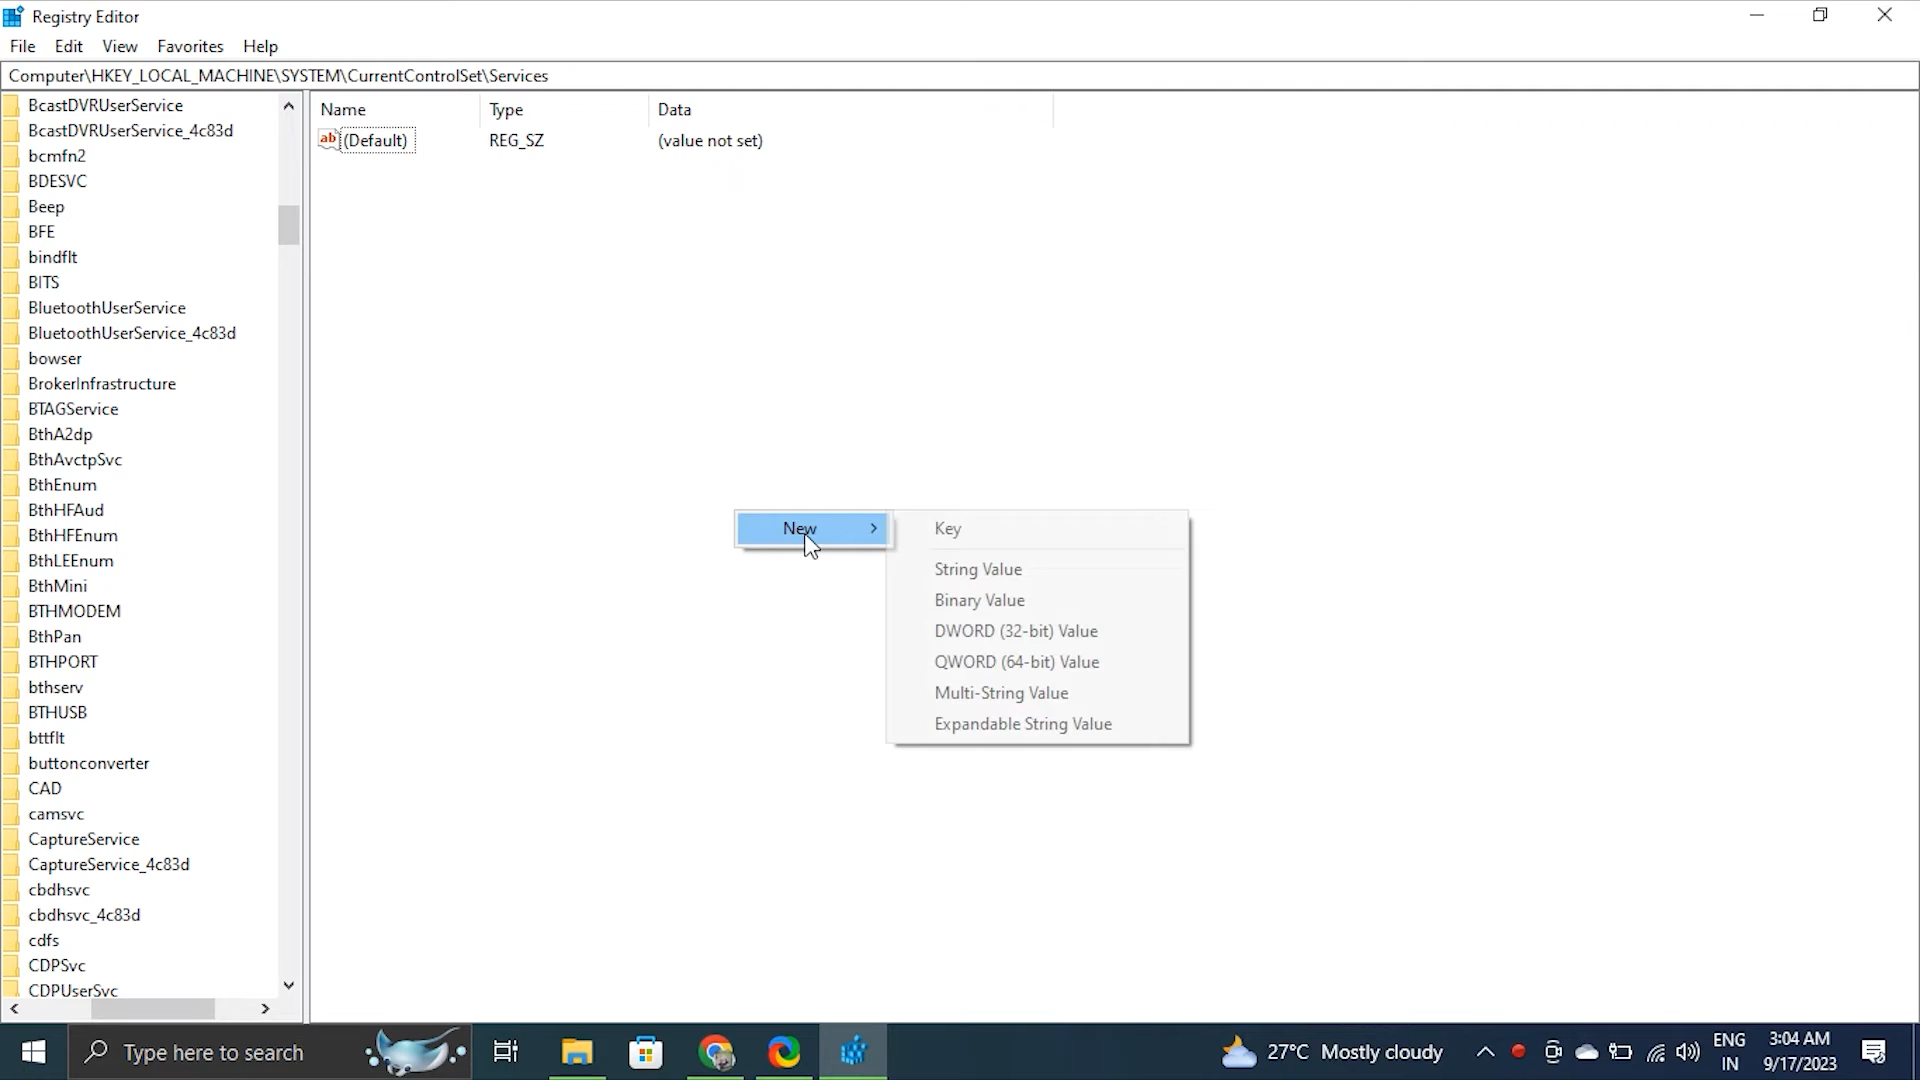 Registry Editor
File Edit View Favorites Help
Computer\HKEY_LOCAL_MACHINE\SYSTEM\CurrentControlSet\Services
BcastDVRUserService
BcastDVRUserService_4c83d
bcmfn2
BDESVC
Beep
BFE
bindflt
BITS
BluetoothUserService
BluetoothUserService_4c83d
bowser
BrokerInfrastructure
BTAGService
BthA2dp
BthAvctpSvc
BthEnum
BthHFAud
BthHFEnum
BthLEEnum
BthMini
BTHMODEM
BthPan
BTHPORT
bthserv
BTHUSB
bttflt
buttonconverter
CAD
camsvc
CaptureService
CaptureService_4c83d
cbdhsvc
cbdhsvc_4c83d
cdfs
CDPSvc
CDPUserSvc
Name Type Data
ab (Default) REG_SZ (value not set)
New
Key
String Value
Binary Value
DWORD (32-bit) Value
QWORD (64-bit) Value
Multi-String Value
Expandable String Value
Type here to search
27°C Mostly cloudy
ENG
IN
3:04 AM
9/17/2023